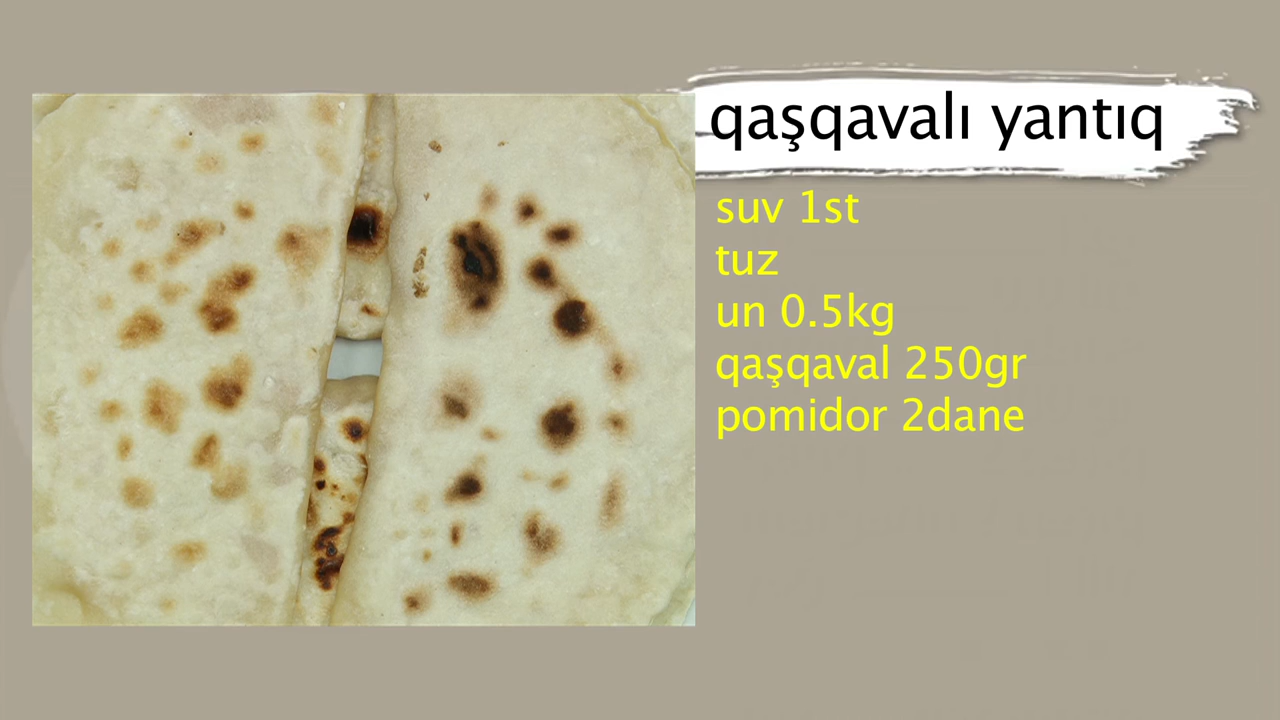 qaşqavalı yantıq
suv 1st
tuz
un 0.5kg
qaşqaval 250gr
pomidor 2dane